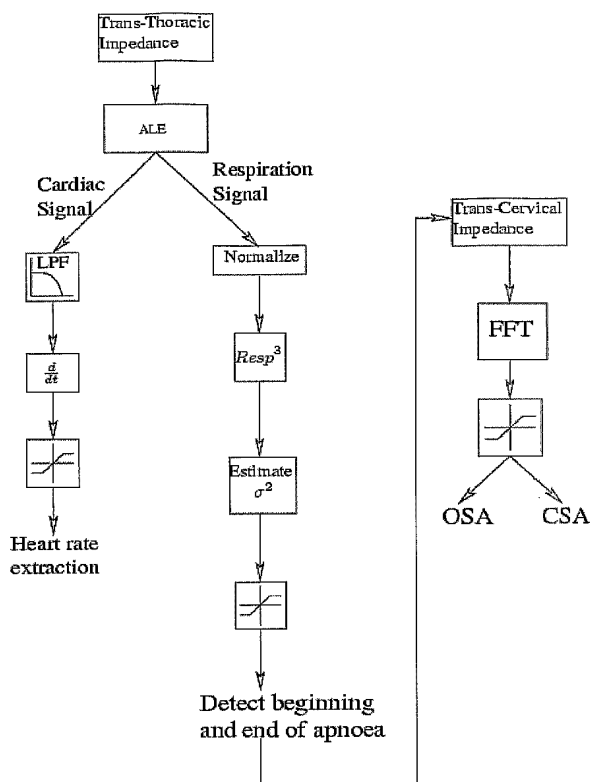 Trans-Thoracic
Impedance
ALE
Cardiac
Signal
Respiration
Signal
LPF
Normalize
d/dt
Resp³
Estimate
σ²
Heart rate
extraction
Detect beginning
and end of apnoea
Trans-Cervical
Impedance
FFT
OSA
CSA